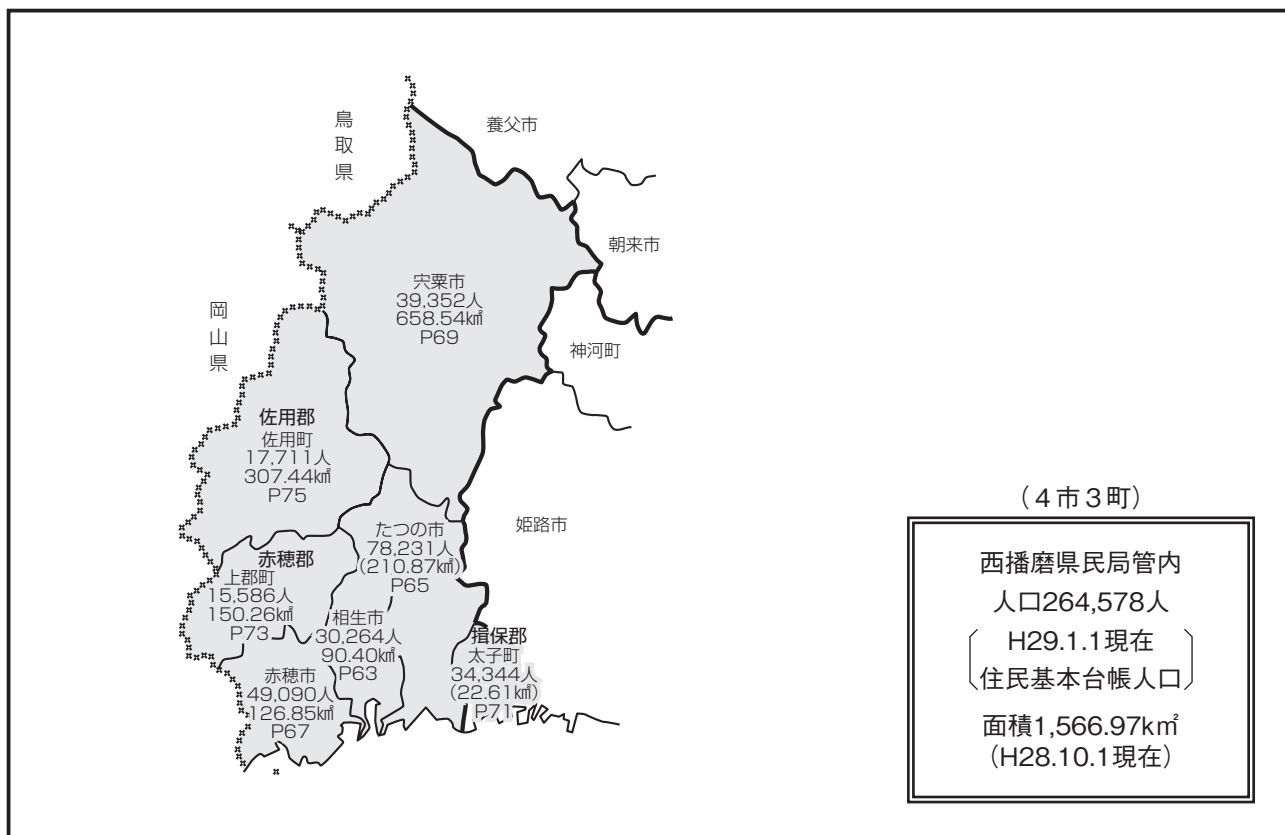 鳥取県
養父市
朝来市
宍粟市
39,352人
658.54㎢
P69
神河町
岡山県
佐用郡
佐用町
17,711人
307.44㎢
P75
姫路市
たつの市
78,231人
(210.87㎢)
P65
赤穂郡
上郡町
15,586人
150.26㎢
P73
相生市
30,264人
90.40㎢
P63
揖保郡
太子町
34,344人
(22.61㎢)
P71
赤穂市
49,090人
126.85㎢
P67
(4市3町)
西播磨県民局管内
人口264,578人
H29.1.1現在
住民基本台帳人口
面積1,566.97k㎡
(H28.10.1現在)